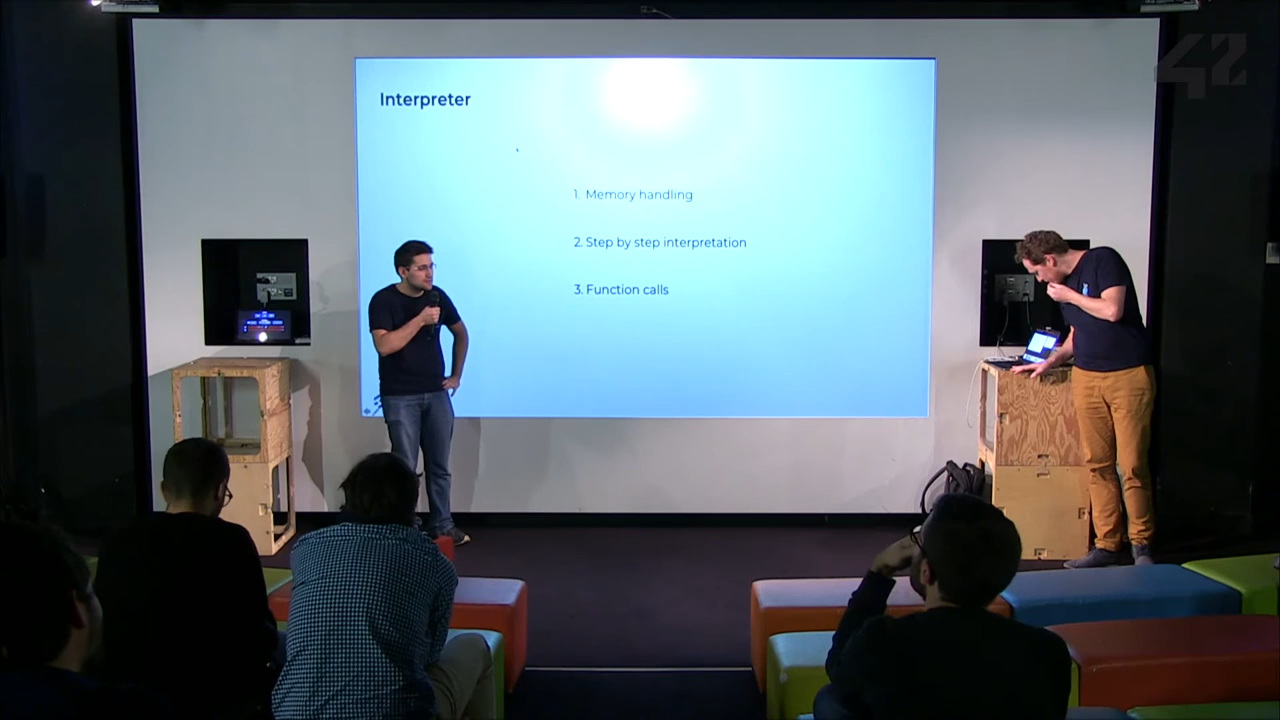 42
Interpreter
1. Memory handling
2. Step by step interpretation
3. Function calls